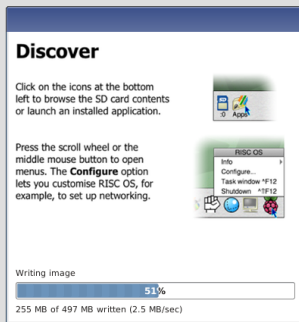 Discover
Click on the icons at the bottom
left to browse the SD card contents
or launch an installed application.
:0 Apps
Press the scroll wheel or the
middle mouse button to open
menus. The Configure option
lets you customise RISC OS, for
example, to set up networking.
RISC OS
Info
Configure...
Task window ^F12
Shutdown ^⇑F12
Writing image
51%
255 MB of 497 MB written (2.5 MB/sec)